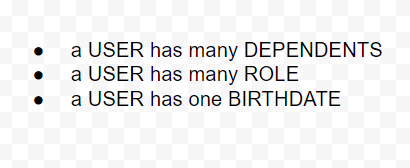 ● a USER has many DEPENDENTS
● a USER has many ROLE
● a USER has one BIRTHDATE